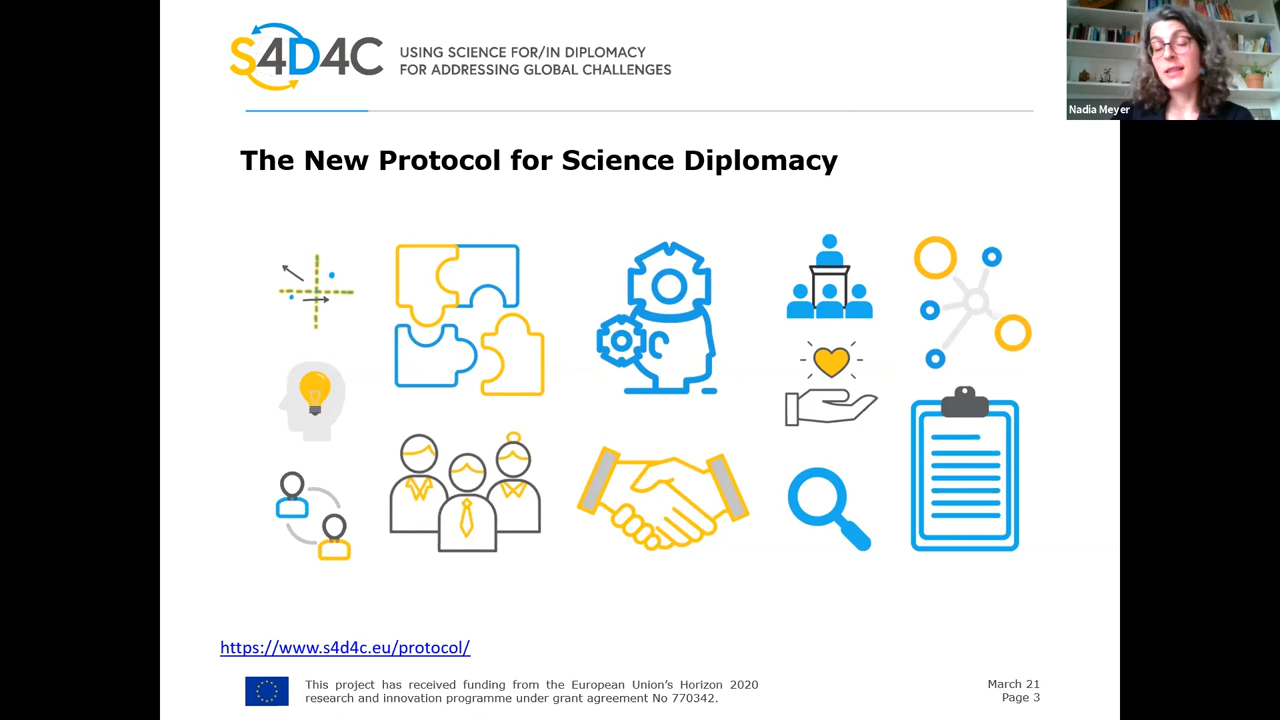 S4D4C
USING SCIENCE FOR/IN DIPLOMACY
FOR ADDRESSING GLOBAL CHALLENGES
Nadia Meyer
The New Protocol for Science Diplomacy
https://www.s4d4c.eu/protocol/
This project has received funding from the European Union's Horizon 2020
research and innovation programme under grant agreement No 770342.
March 21
Page 3